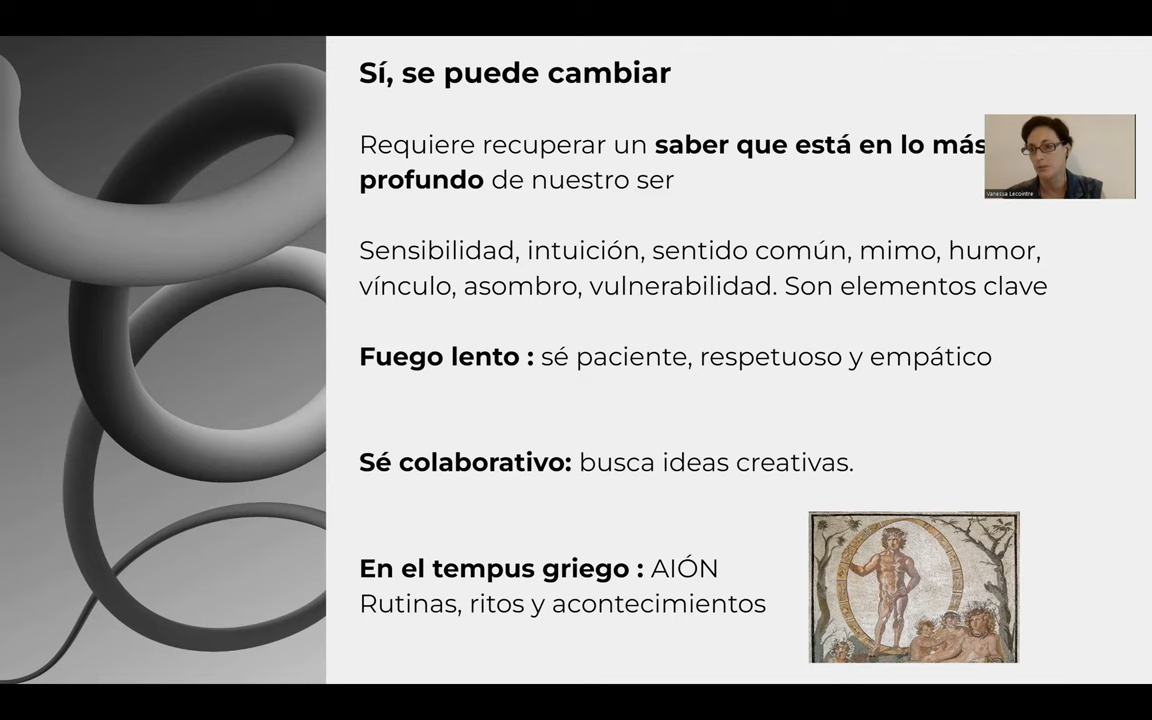 Sí, se puede cambiar
Requiere recuperar un saber que está en lo más
profundo de nuestro ser
Vanessa Lecointre
Sensibilidad, intuición, sentido común, mimo, humor,
vínculo, asombro, vulnerabilidad. Son elementos clave
Fuego lento : sé paciente, respetuoso y empático
Sé colaborativo: busca ideas creativas.
En el tempus griego : AIÓN
Rutinas, ritos y acontecimientos